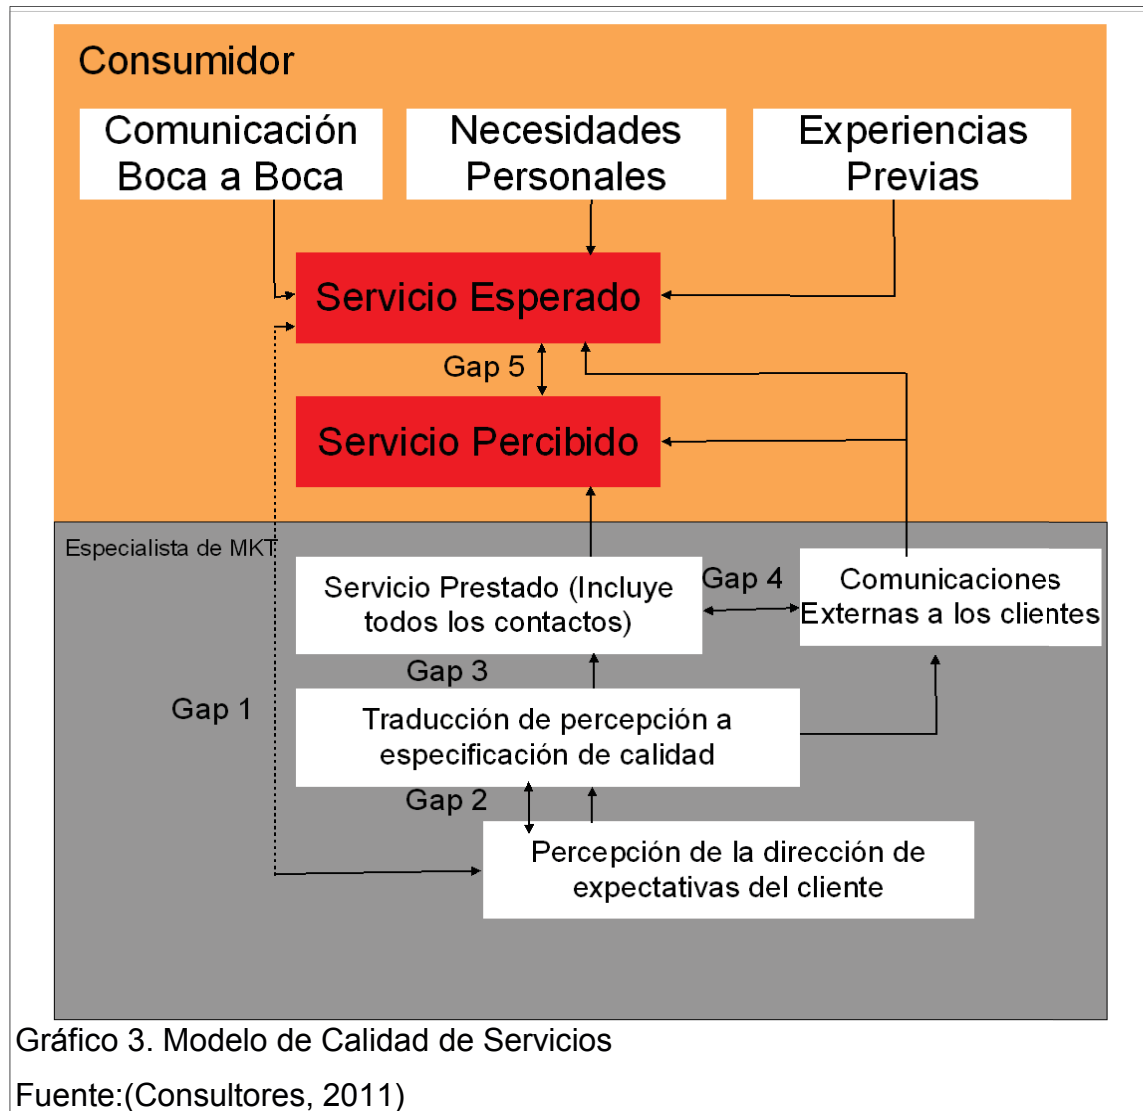 Consumidor
Comunicación
Boca a Boca
Necesidades
Personales
Experiencias
Previas
Servicio Esperado
Gap 5
Servicio Percibido
Especialista de MKT
Servicio Prestado (Incluye
todos los contactos)
Gap 4
Comunicaciones
Externas a los clientes
Gap 3
Gap 1
Traducción de percepción a
especificación de calidad
Gap 2
Percepción de la dirección de
expectativas del cliente
Gráfico 3. Modelo de Calidad de Servicios
Fuente:(Consultores, 2011)